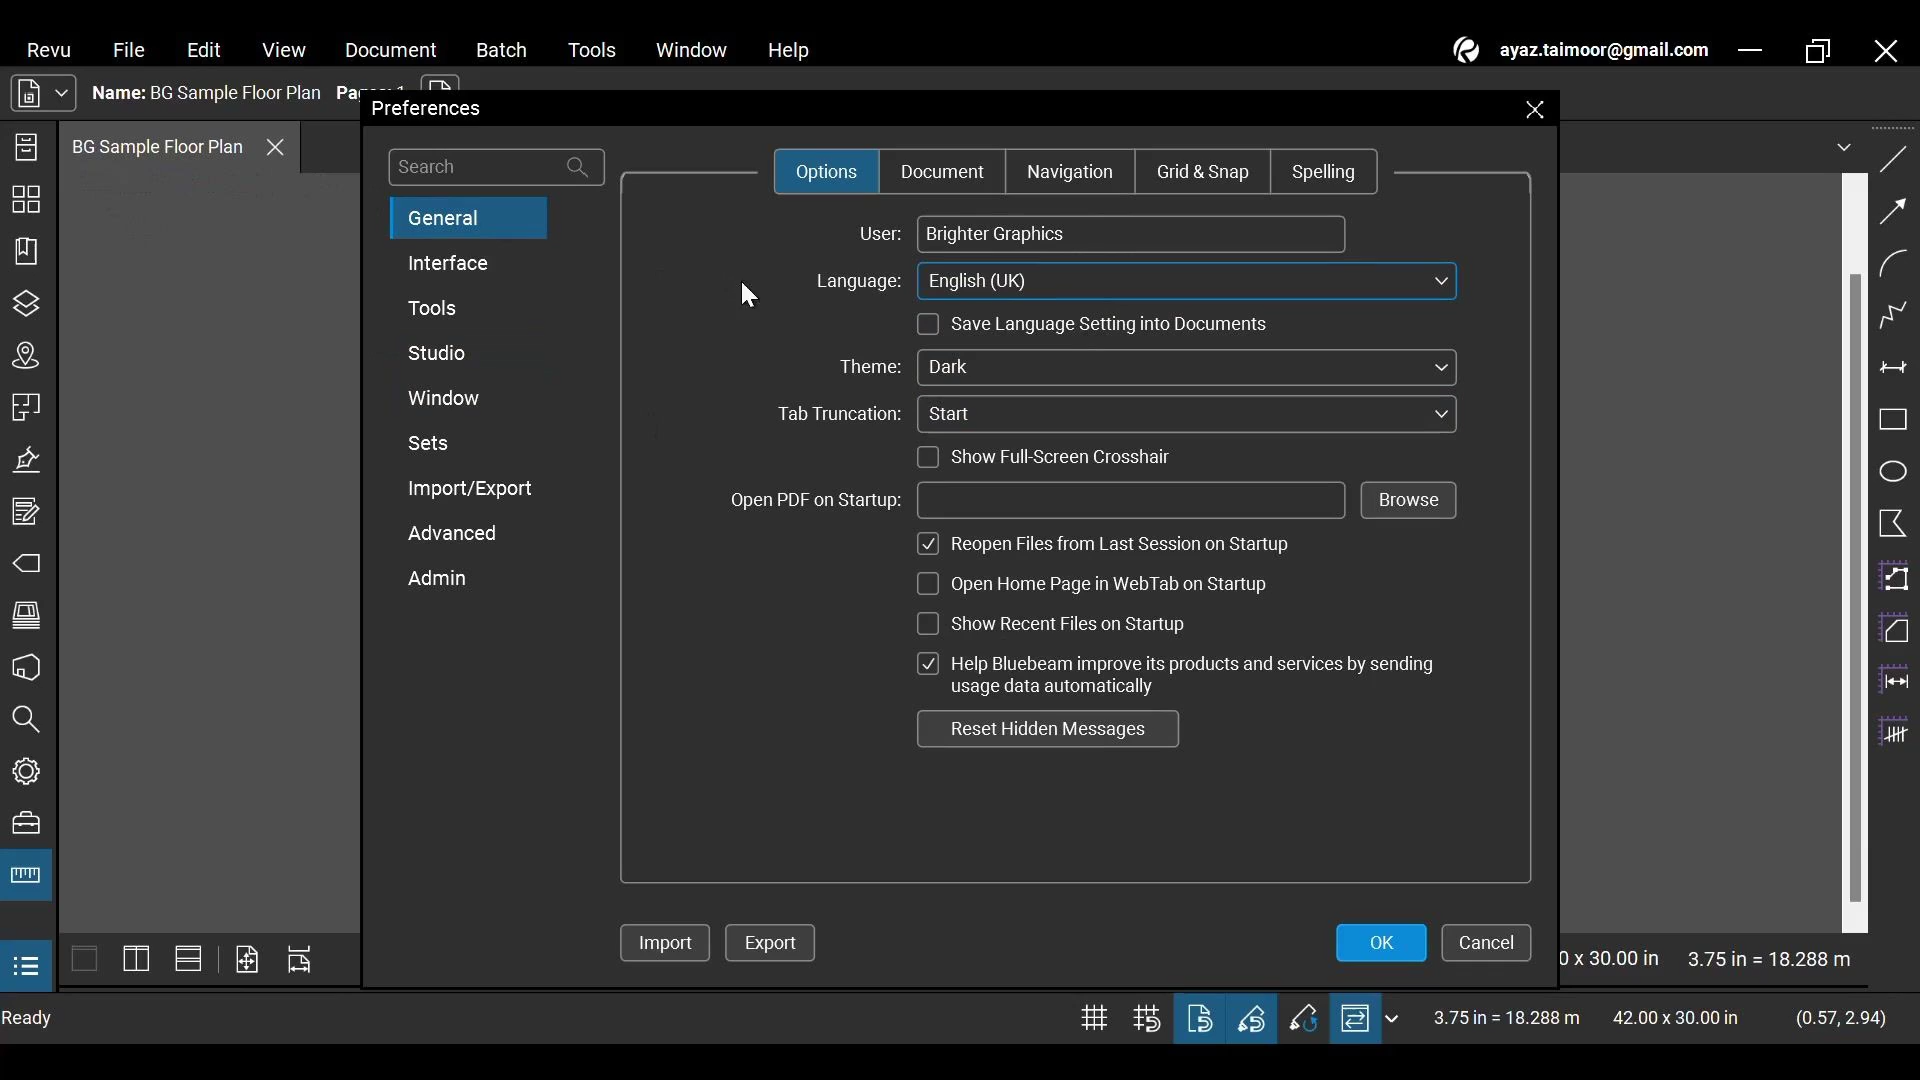 Revu File Edit View Document Batch Tools Window Help ayaz.taimoor@gmail.com
Name: BG Sample Floor Plan
Preferences
BG Sample Floor Plan
Search
Options Document Navigation Grid & Snap Spelling
General
Interface
Tools
Studio
Window
Sets
Import/Export
Advanced
Admin
User: Brighter Graphics
Language: English (UK)
Save Language Setting into Documents
Theme: Dark
Tab Truncation: Start
Show Full-Screen Crosshair
Open PDF on Startup: Browse
Reopen Files from Last Session on Startup
Open Home Page in WebTab on Startup
Show Recent Files on Startup
Help Bluebeam improve its products and services by sending
usage data automatically
Reset Hidden Messages
Import Export OK Cancel
0 x 30.00 in 3.75 in = 18.288 m
Ready 3.75 in = 18.288 m 42.00 x 30.00 in (0.57, 2.94)